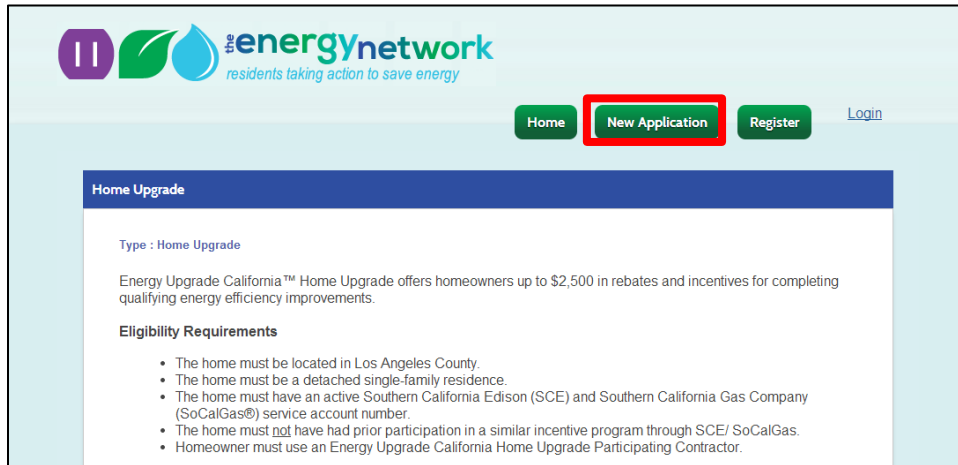 the energynetwork
residents taking action to save energy
Home New Application Register Login
Home Upgrade
Type : Home Upgrade
Energy Upgrade California™ Home Upgrade offers homeowners up to $2,500 in rebates and incentives for completing
qualifying energy efficiency improvements.
Eligibility Requirements
• The home must be located in Los Angeles County.
• The home must be a detached single-family residence.
• The home must have an active Southern California Edison (SCE) and Southern California Gas Company
(SoCalGas®) service account number.
• The home must not have had prior participation in a similar incentive program through SCE/ SoCalGas.
• Homeowner must use an Energy Upgrade California Home Upgrade Participating Contractor.